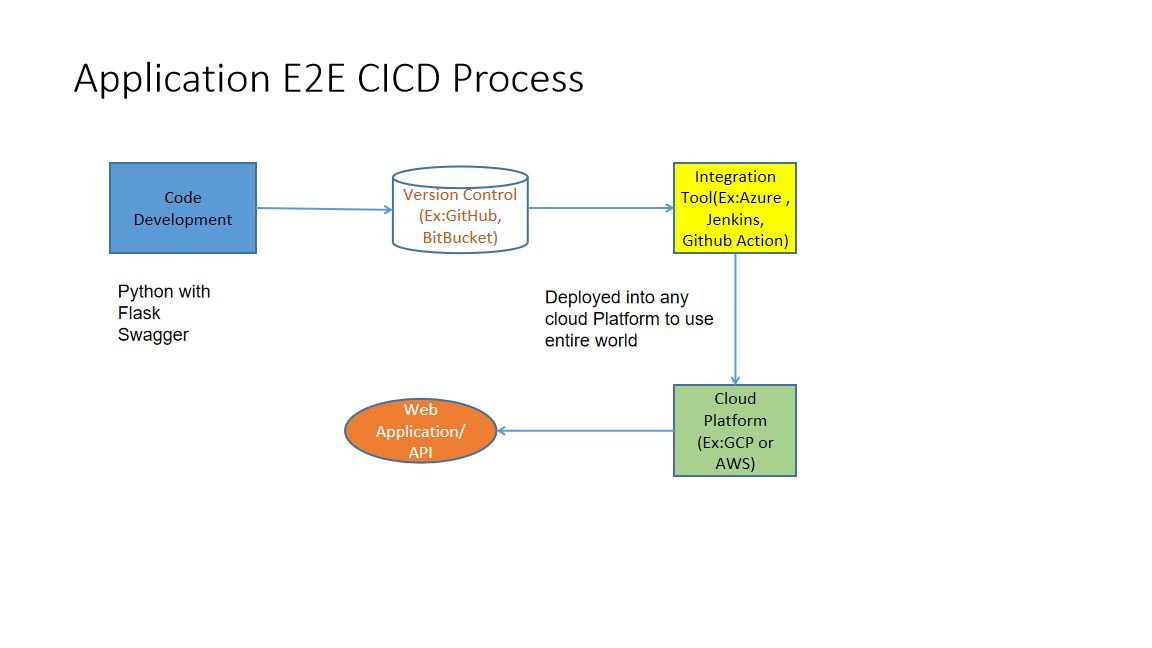 Application E2E CICD Process
Code
Development
Version Control
(Ex:GitHub,
BitBucket)
Integration
Tool(Ex:Azure ,
Jenkins,
Github Action)
Python with
Flask
Swagger
Deployed into any
cloud Platform to use
entire world
Web
Application/
API
Cloud
Platform
(Ex:GCP or
AWS)